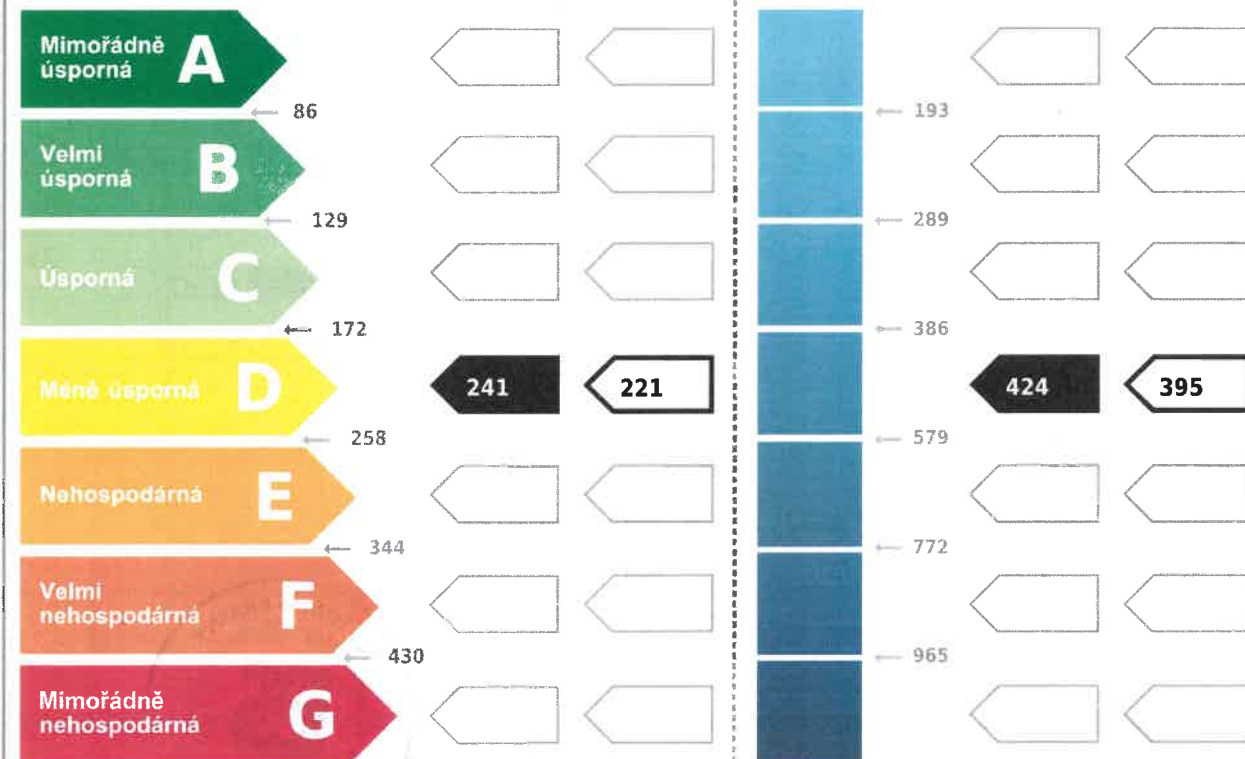 Mimořádně
úsporná
A
86
193
Velmi
úsporná
B
129
289
Úsporná
C
172
386
Méně úsporná
D
241
221
424
395
258
579
Nehospodárná
E
344
772
Velmi
nehospodárná
F
430
965
Mimořádně
nehospodárná
G